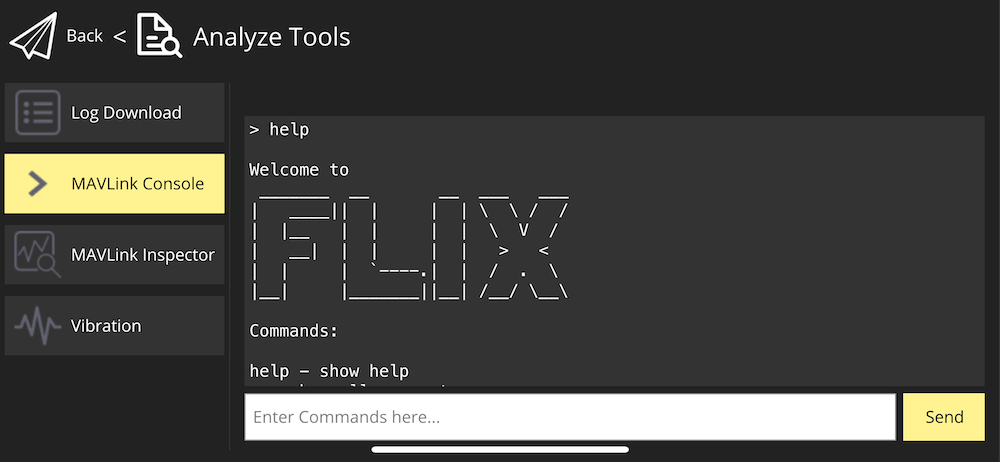 Back < Analyze Tools
Log Download
MAVLink Console
MAVLink Inspector
Vibration
> help
Welcome to
FLIX
Commands:
help – show help
Enter Commands here...
Send